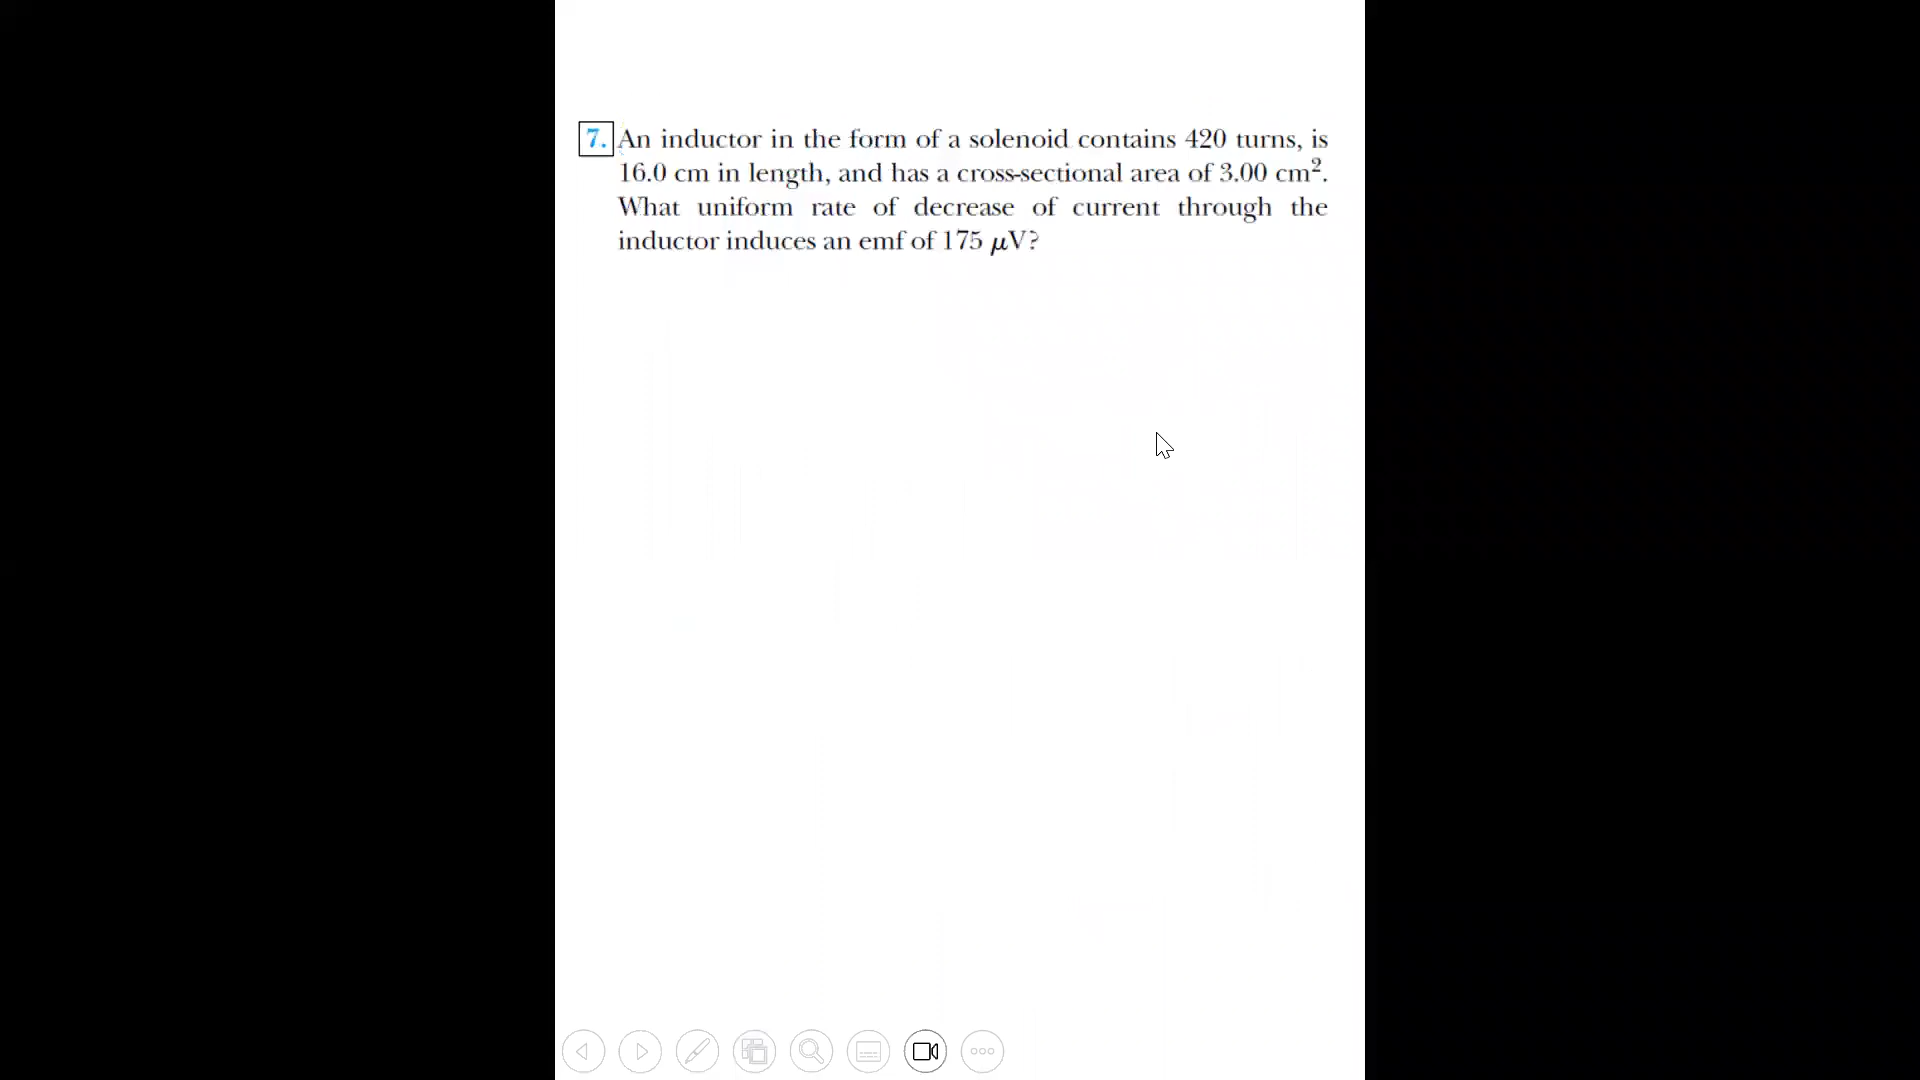 7. An inductor in the form of a solenoid contains 420 turns, is
16.0 cm in length, and has a cross-sectional area of 3.00 cm².
What uniform rate of decrease of current through the
inductor induces an emf of 175 μV?